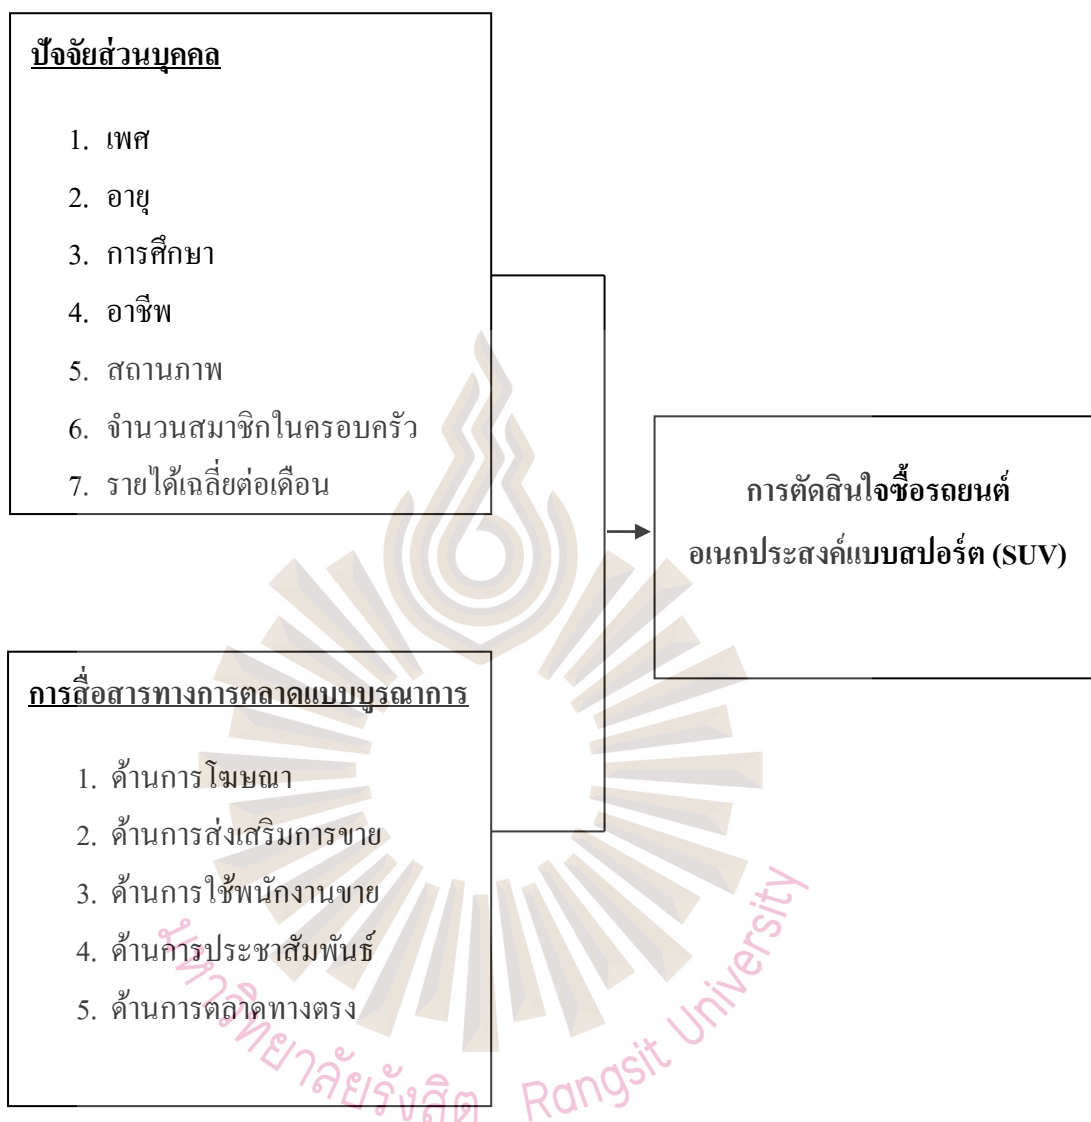 ปัจจัยส่วนบุคคล
1. เพศ
2. อายุ
3. การศึกษา
4. อาชีพ
5. สถานภาพ
6. จำนวนสมาชิกในครอบครัว
7. รายได้เฉลี่ยต่อเดือน
การตัดสินใจซื้อรถยนต์
อเนกประสงค์แบบสปอร์ต (SUV)
การสื่อสารทางการตลาดแบบบูรณาการ
1. ด้านการโฆษณา
2. ด้านการส่งเสริมการขาย
3. ด้านการใช้พนักงานขาย
4. ด้านการประชาสัมพันธ์
5. ด้านการตลาดทางตรง
มหาวิทยาลัยรังสิต Rangsit University